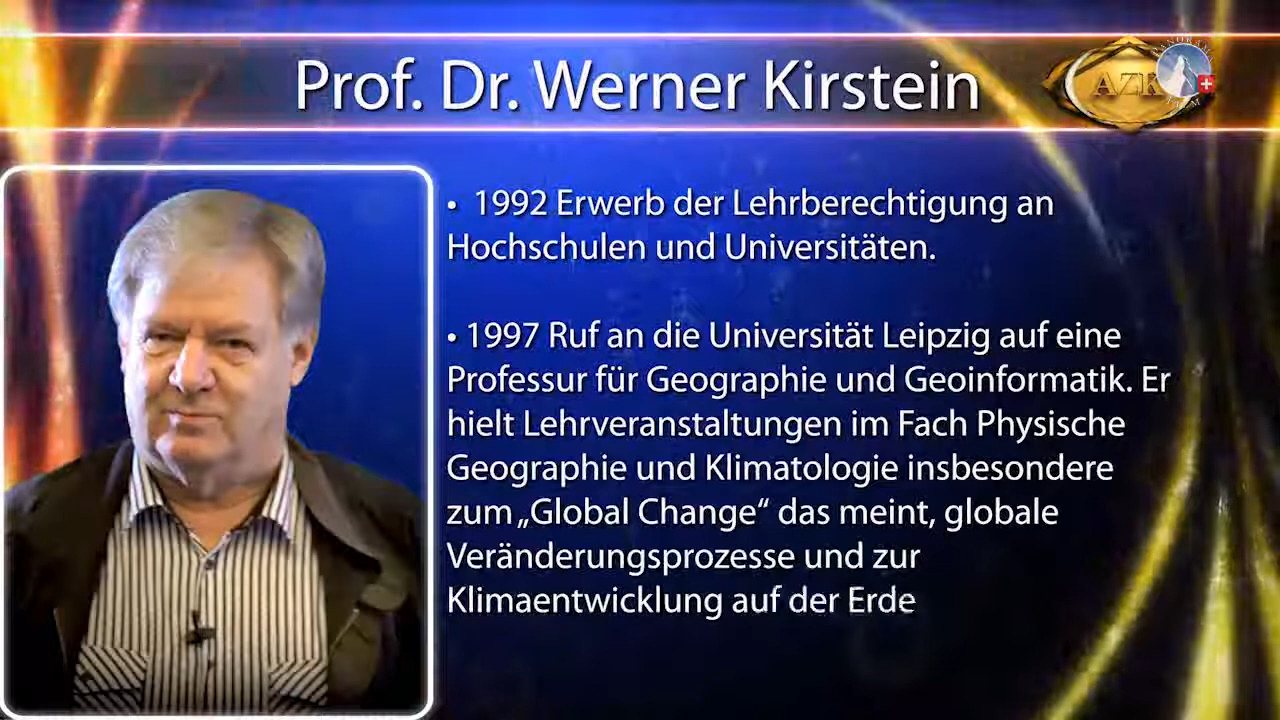 Prof. Dr. Werner Kirstein
AZK
PANORAMA
FILM
• 1992 Erwerb der Lehrberechtigung an
Hochschulen und Universitäten.
• 1997 Ruf an die Universität Leipzig auf eine
Professur für Geographie und Geoinformatik. Er
hielt Lehrveranstaltungen im Fach Physische
Geographie und Klimatologie insbesondere
zum „Global Change“ das meint, globale
Veränderungsprozesse und zur
Klimaentwicklung auf der Erde